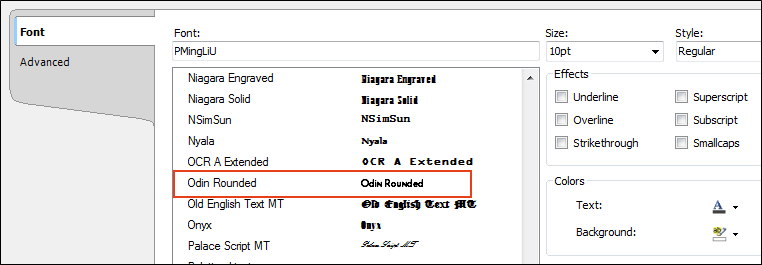 Font
Advanced
Font:
PMingLiU
Niagara Engraved Niagara Engraved
Niagara Solid Niagara Solid
NSimSun NSimSun
Nyala Nyala
OCR A Extended OCR A Extended
Odin Rounded Odin Rounded
Old English Text MT Old English Text MT
Onyx Onyx
Palace Script MT Palace Script MT
Size:
10pt
Style:
Regular
Effects
Underline Superscript
Overline Subscript
Strikethrough Smallcaps
Colors
Text: A
Background: ab